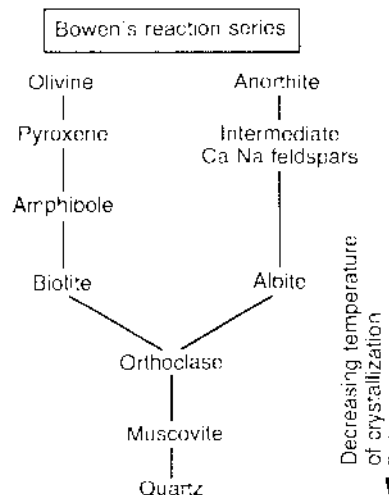 Bowen's reaction series
Olivine
Anorthite
Pyroxene
Intermediate
Ca Na feldspars
Amphibole
Biotite
Albite
Orthoclase
Muscovite
Quartz
Decreasing temperature
of crystallization